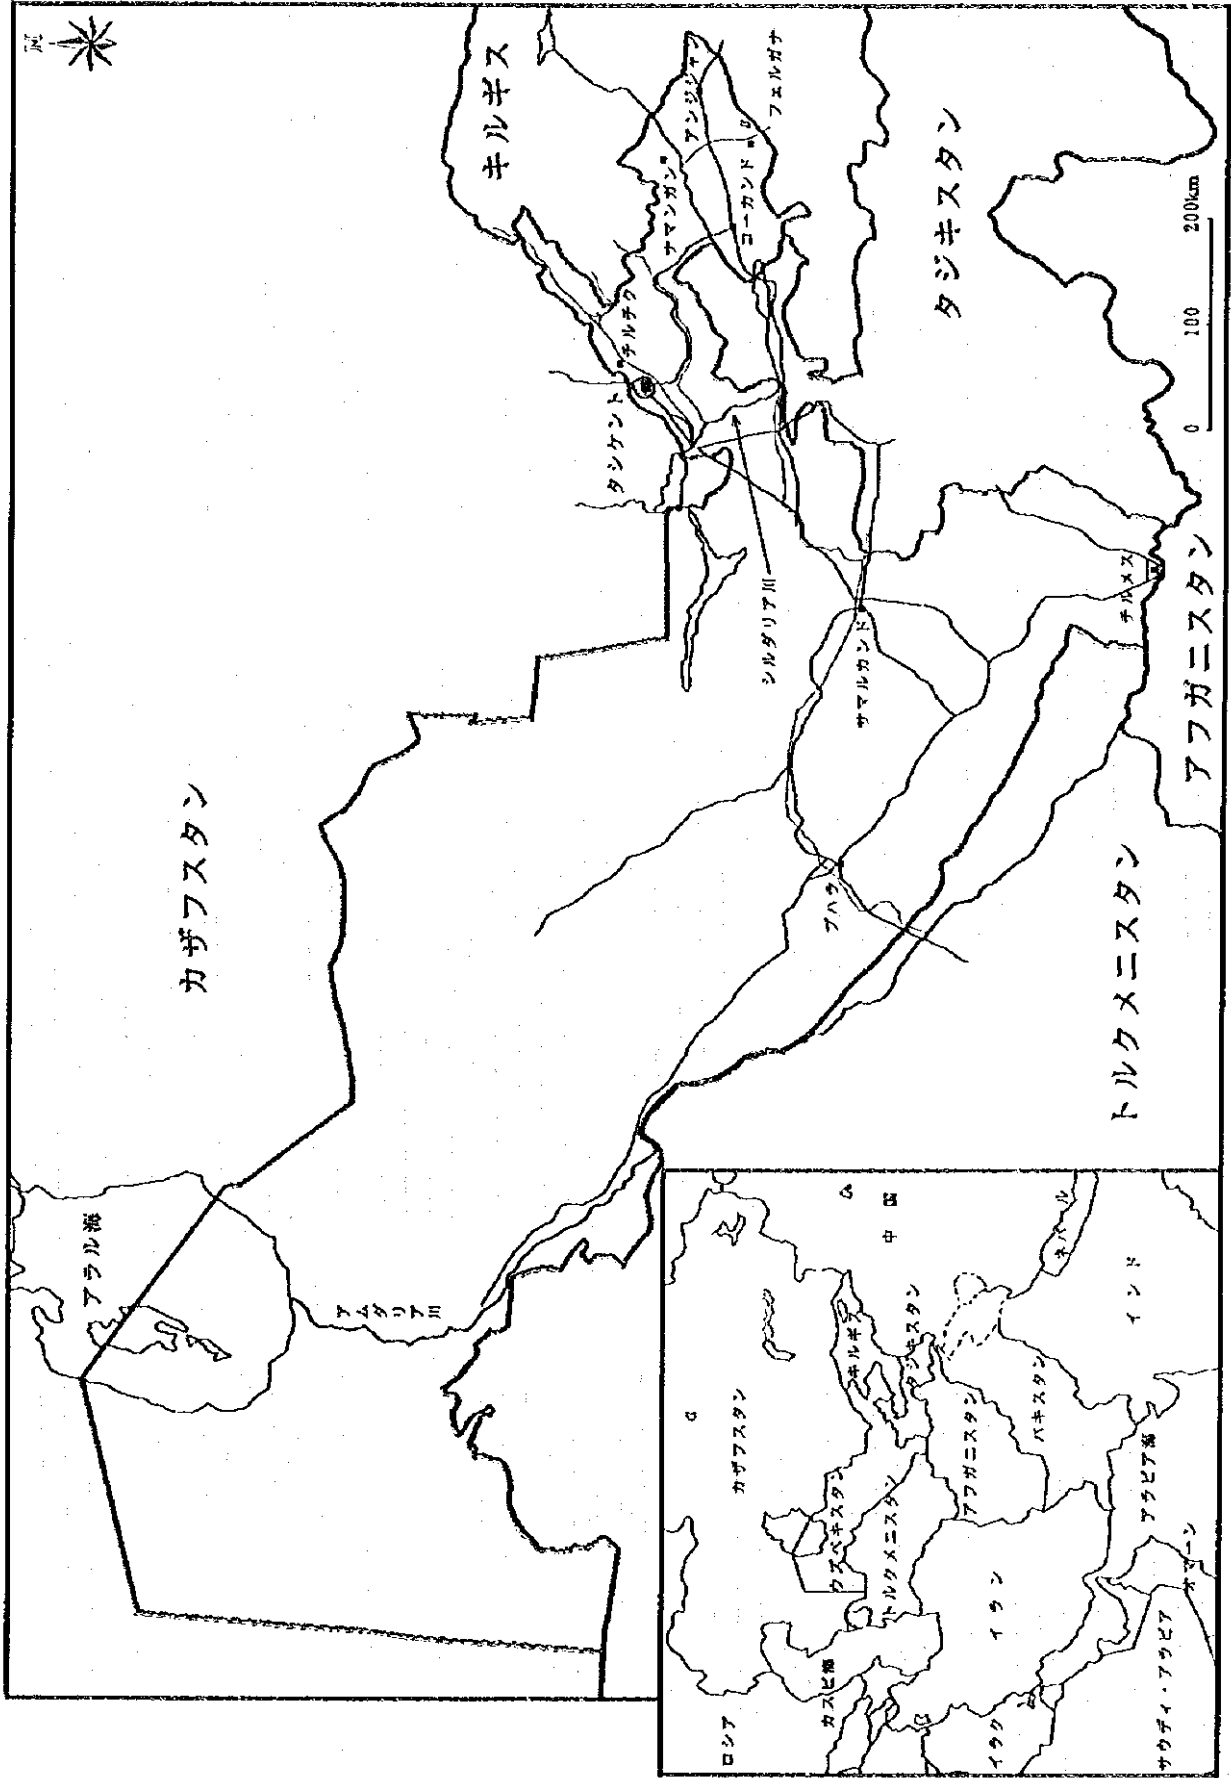 カザフスタン
キルギス
アラル海
アムダリア川
タシケント
チルチク
ナマンガン
アンジジャン
コーカンド
フェルガナ
シルダリア川
サマルカンド
ブハラ
チルメス
タジキスタン
トルクメニスタン
アフガニスタン
0 100 200km
ロシア
カザフスタン
カスピ海
ウズベキスタン
トルクメニスタン
キルギス
タジキスタン
中国
アフガニスタン
パキスタン
ネパール
インド
イラン
イラク
アラビア海
オマーン
サウディ・アラビア